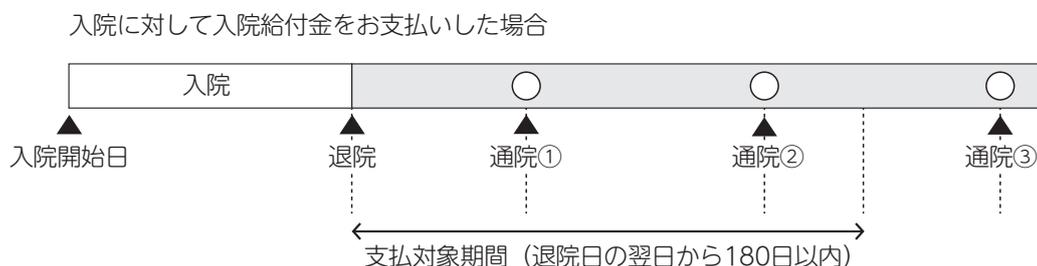 入院に対して入院給付金をお支払いした場合
入院
入院開始日 退院 通院① 通院② 通院③
支払対象期間（退院日の翌日から180日以内）